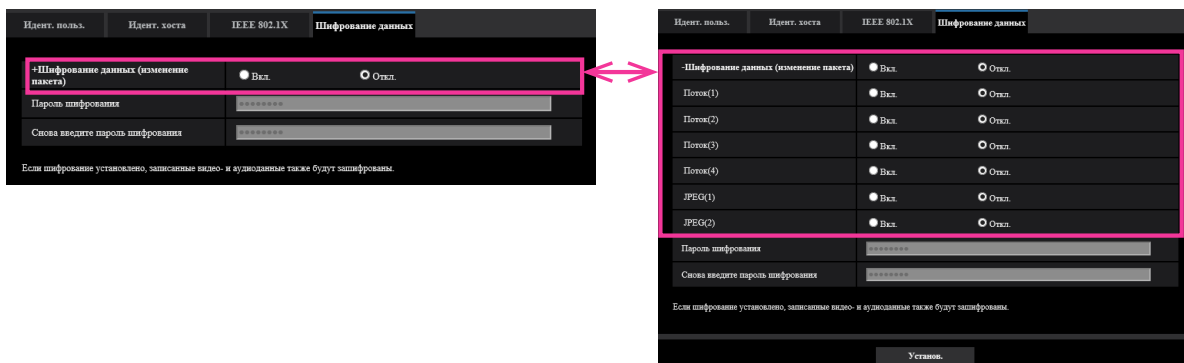 Идент. польз.
Идент. хоста
IEEE 802.1X
Шифрование данных
+Шифрование данных (изменение
пакета)
Вкл.
Откл.
Пароль шифрования
Снова введите пароль шифрования
Если шифрование установлено, записанные видео- и аудиоданные также будут зашифрованы.
Идент. польз.
Идент. хоста
IEEE 802.1X
Шифрование данных
-Шифрование данных (изменение пакета)
Вкл.
Откл.
Поток(1)
Вкл.
Откл.
Поток(2)
Вкл.
Откл.
Поток(3)
Вкл.
Откл.
Поток(4)
Вкл.
Откл.
JPEG(1)
Вкл.
Откл.
JPEG(2)
Вкл.
Откл.
Пароль шифрования
Снова введите пароль шифрования
Если шифрование установлено, записанные видео- и аудиоданные также будут зашифрованы.
Установ.